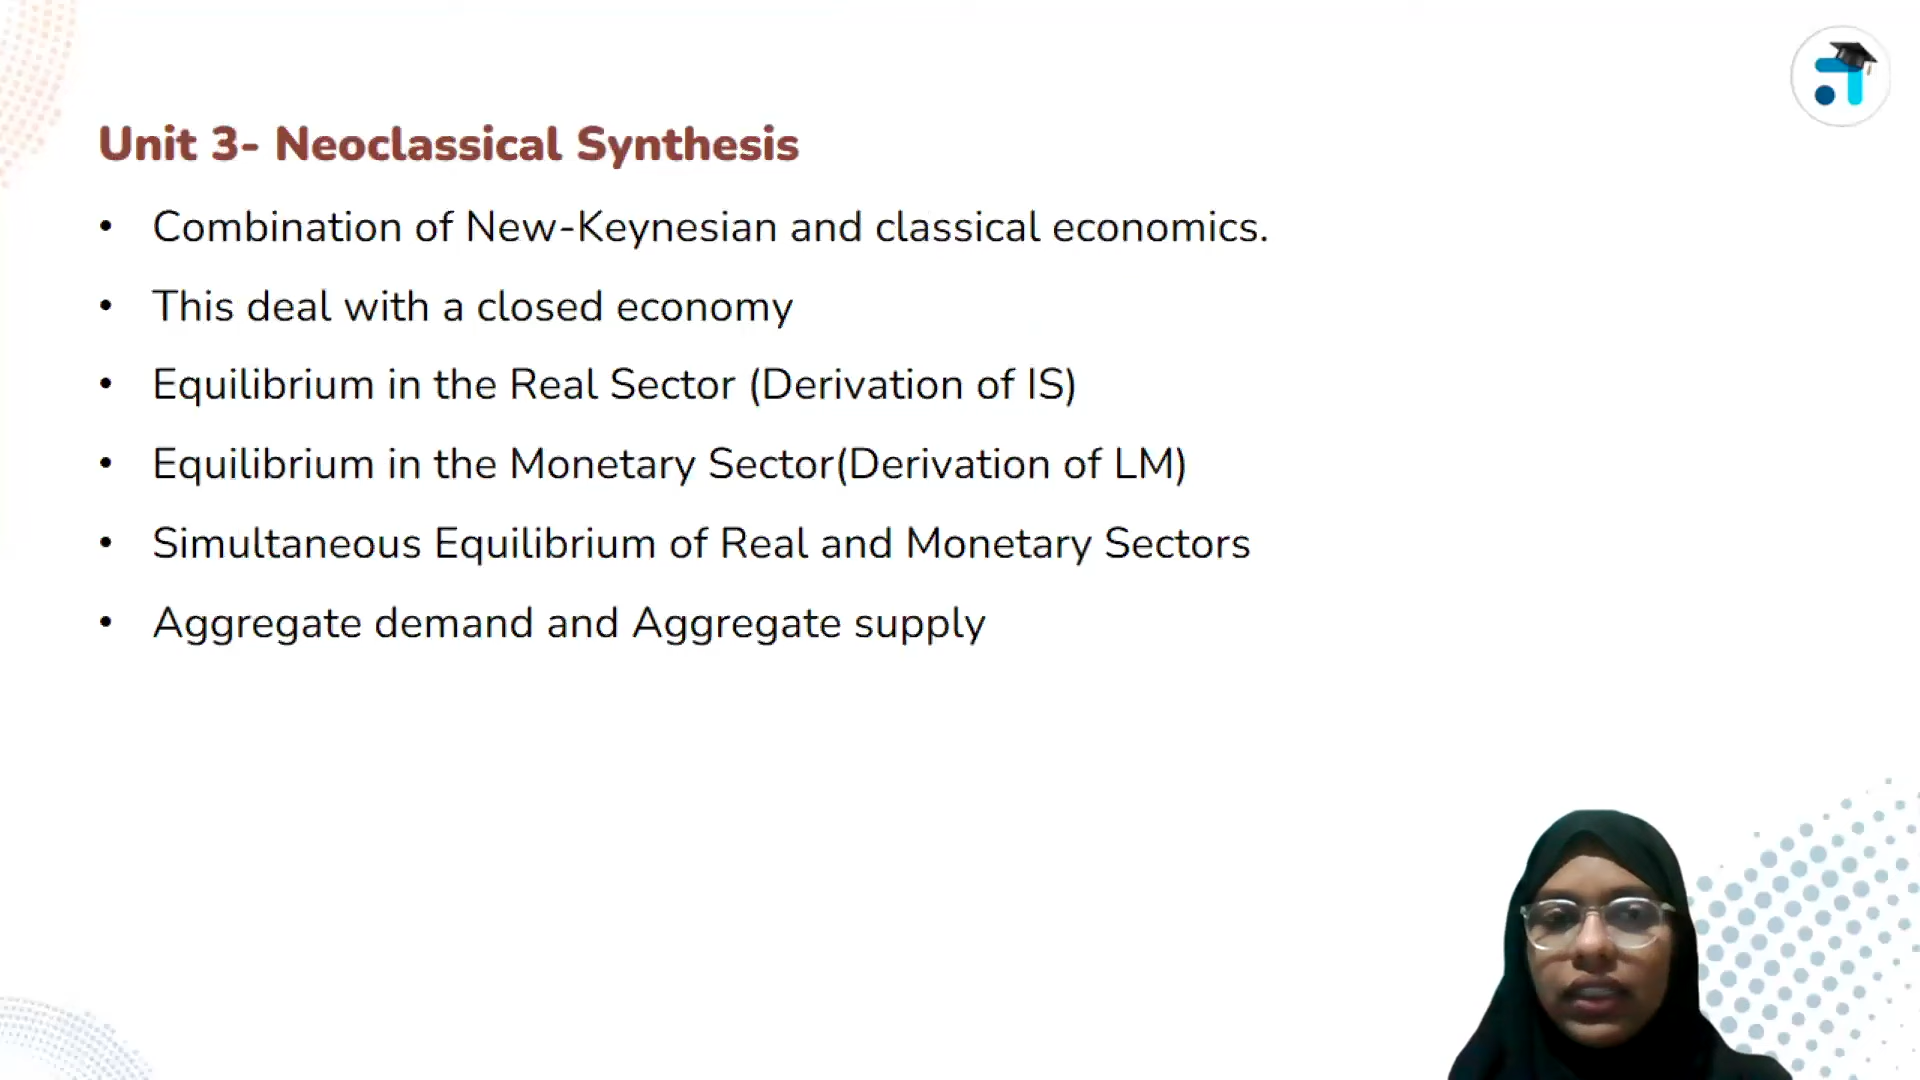 Unit 3- Neoclassical Synthesis
• Combination of New-Keynesian and classical economics.
• This deal with a closed economy
• Equilibrium in the Real Sector (Derivation of IS)
• Equilibrium in the Monetary Sector(Derivation of LM)
• Simultaneous Equilibrium of Real and Monetary Sectors
• Aggregate demand and Aggregate supply